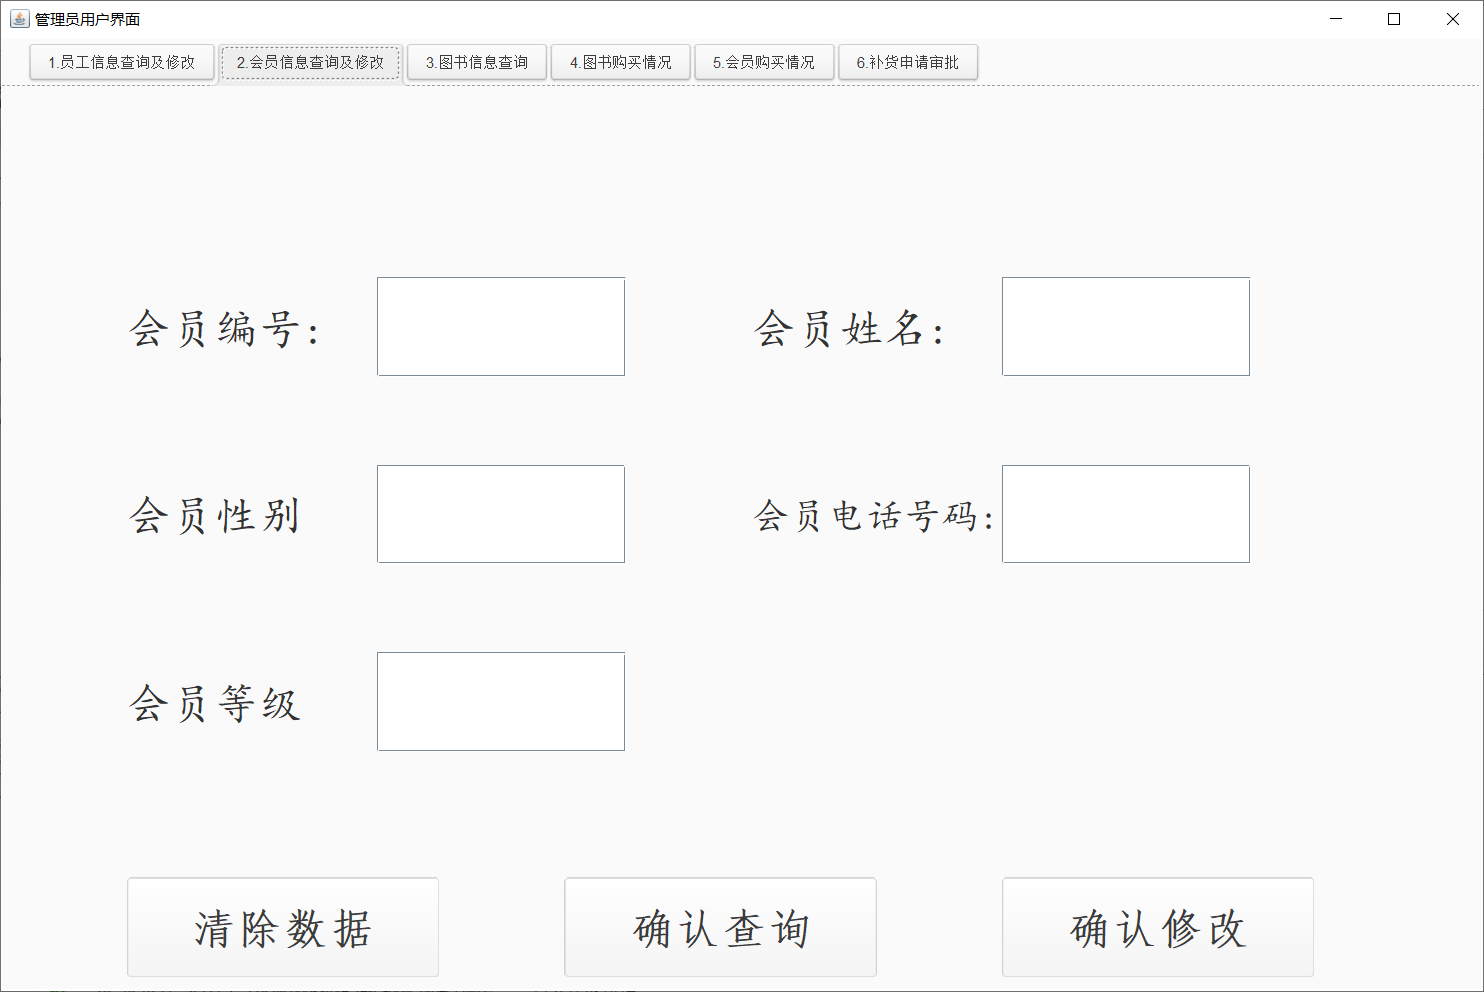 管理员用户界面
1.员工信息查询及修改 2.会员信息查询及修改 3.图书信息查询 4.图书购买情况 5.会员购买情况 6.补货申请审批
会员编号: 会员姓名:
会员性别 会员电话号码:
会员等级
清除数据 确认查询 确认修改